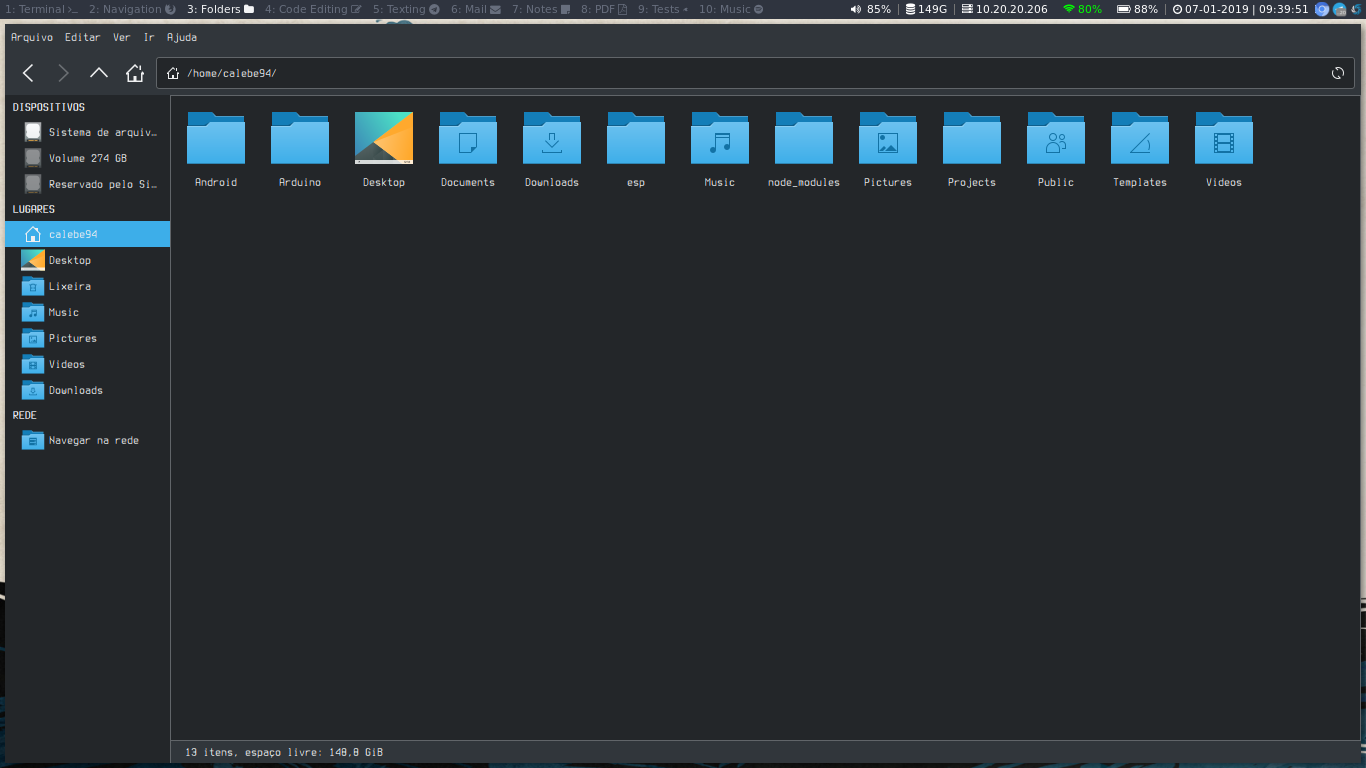 1: Terminal 2: Navigation 3: Folders 4: Code Editing 5: Texting 6: Mail 7: Notes 8: PDF 9: Tests 10: Music 85% | 149G | 10.20.20.206 80% 88% | 07-01-2019 | 09:39:51
Arquivo Editar Ver Ir Ajuda
/home/calebe94/
DISPOSITIVOS
Sistema de arquiv…
Volume 274 GB
Reservado pelo Si…
LUGARES
calebe94
Desktop
Lixeira
Music
Pictures
Videos
Downloads
REDE
Navegar na rede
Android Arduino Desktop Documents Downloads esp Music node_modules Pictures Projects Public Templates Videos
13 itens, espaço livre: 148,8 GiB